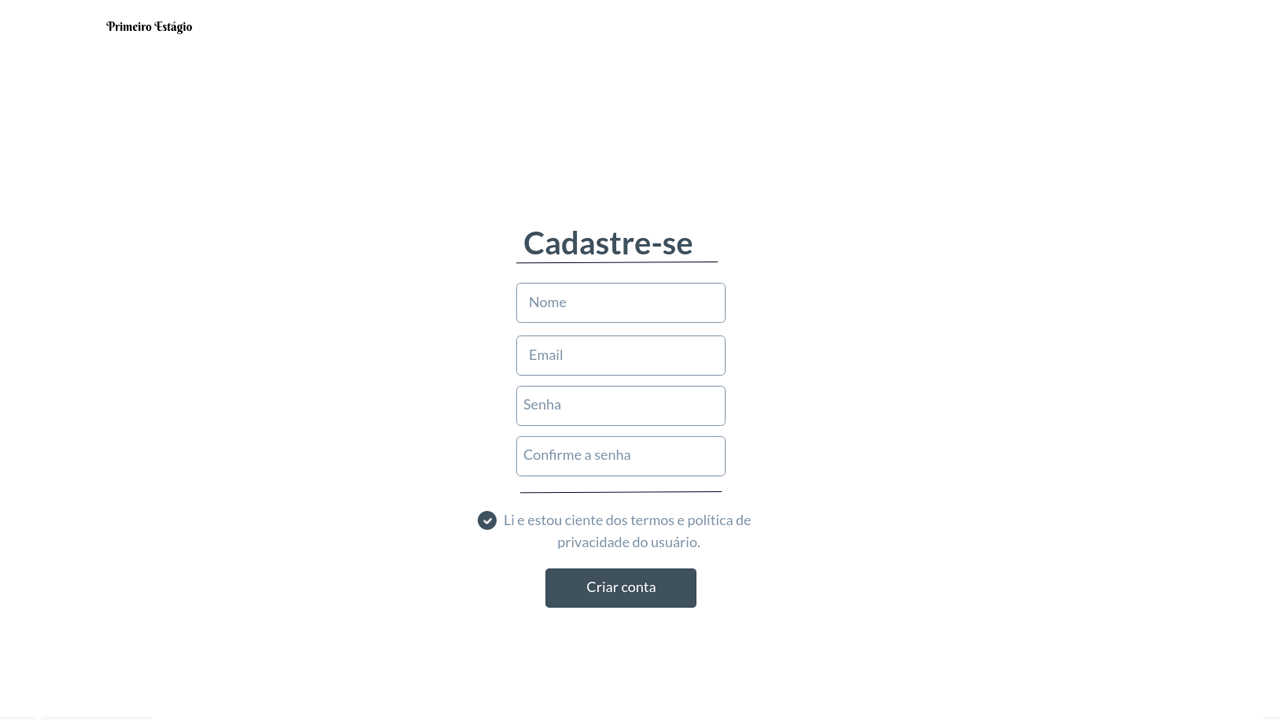 Primeiro Estágio
Cadastre-se
Nome
Email
Senha
Confirme a senha
Li e estou ciente dos termos e política de
privacidade do usuário.
Criar conta